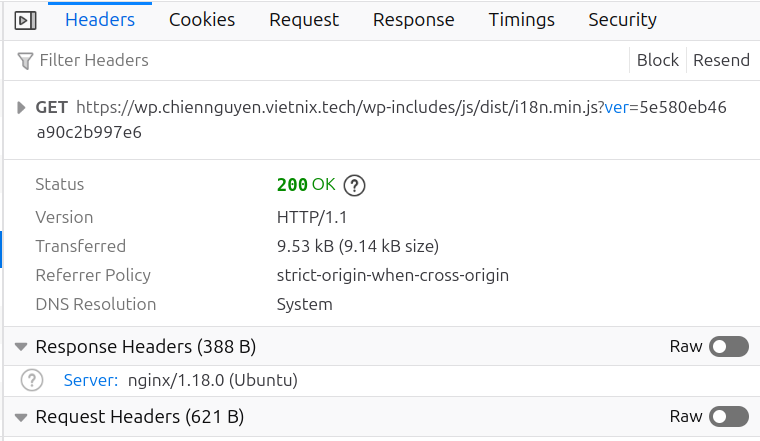 Headers Cookies Request Response Timings Security
Filter Headers Block Resend
GET https://wp.chiennguyen.vietnix.tech/wp-includes/js/dist/i18n.min.js?ver=5e580eb46
a90c2b997e6
Status 200 OK ?
Version HTTP/1.1
Transferred 9.53 kB (9.14 kB size)
Referrer Policy strict-origin-when-cross-origin
DNS Resolution System
Response Headers (388 B) Raw
? Server: nginx/1.18.0 (Ubuntu)
Request Headers (621 B) Raw